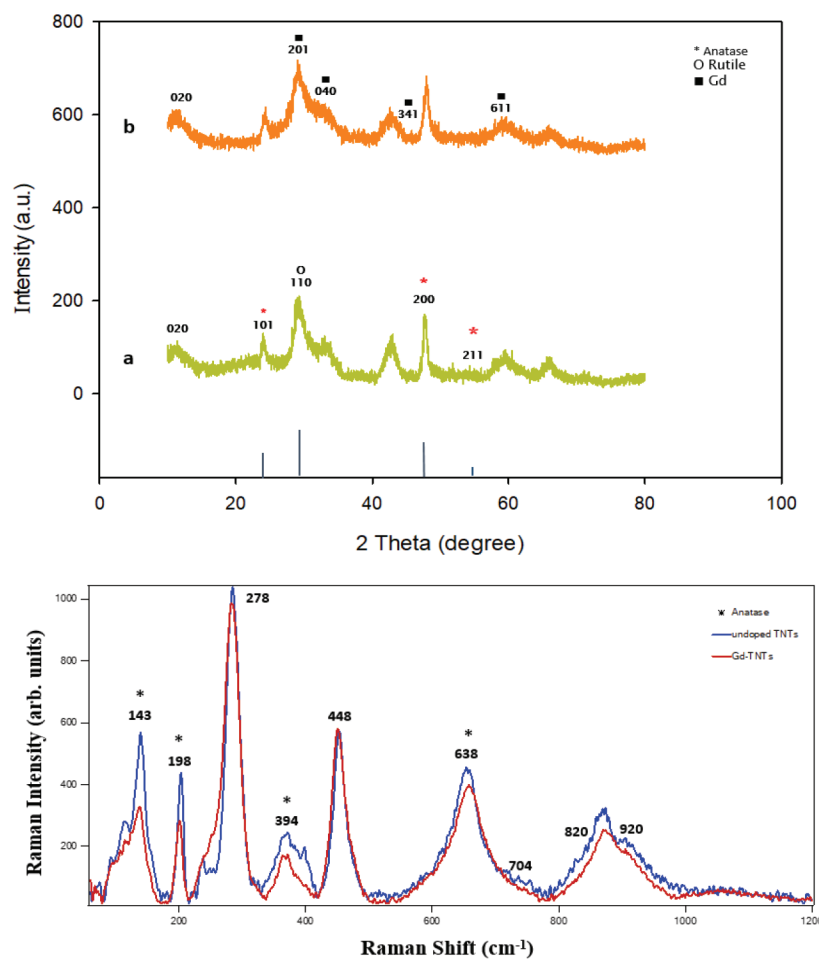 800
600
400
200
0
Intensity (a.u.)
* Anatase
O Rutile
■ Gd
b
020
■
201
■
040
■
341
■
611
a
020
*
101
O
110
*
200
*
211
0 20 40 60 80 100
2 Theta (degree)
1000
800
600
400
200
Raman Intensity (arb. units)
* Anatase
undoped TNTs
Gd-TNTs
*
143
*
198
278
*
394
448
*
638
704
820
920
200 400 600 800 1000 1200
Raman Shift (cm⁻¹)